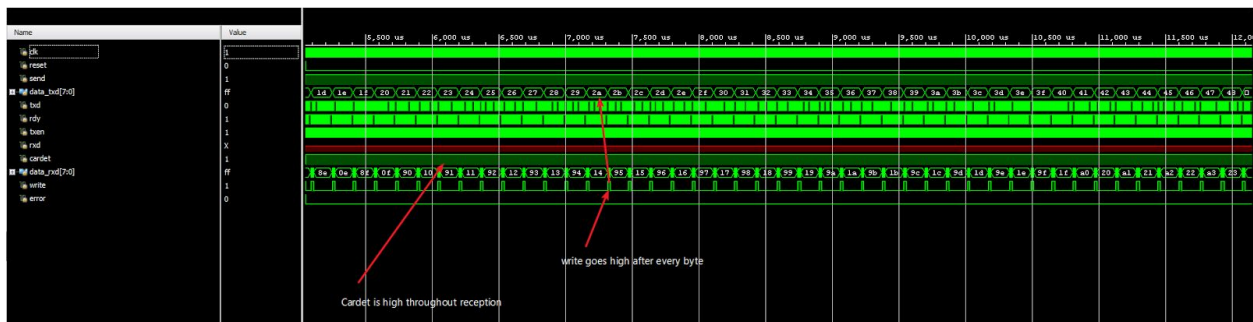 Name Value
5,500 us 6,000 us 6,500 us 7,000 us 7,500 us 8,000 us 8,500 us 9,000 us 9,500 us 10,000 us 10,500 us 11,000 us 11,500 us 12,0
clk 1
reset 0
send 1
data_txd[7:0] ff 1d 1e 1f 20 21 22 23 24 25 26 27 28 29 2a 2b 2c 2d 2e 2f 30 31 32 33 34 35 36 37 38 39 3a 3b 3c 3d 3e 3f 40 41 42 43 44 45 46 47 48
txd 0
rdy 1
txen 1
rxd X
cardet 1
data_rxd[7:0] ff 8e 0e 8f 0f 90 10 91 11 92 12 93 13 94 14 95 15 96 16 97 17 98 18 99 19 9a 1a 9b 1b 9c 1c 9d 1d 9e 1e 9f 1f a0 20 a1 21 a2 22 a3 23
write 1
error 0
write goes high after every byte
Cardet is high throughout reception